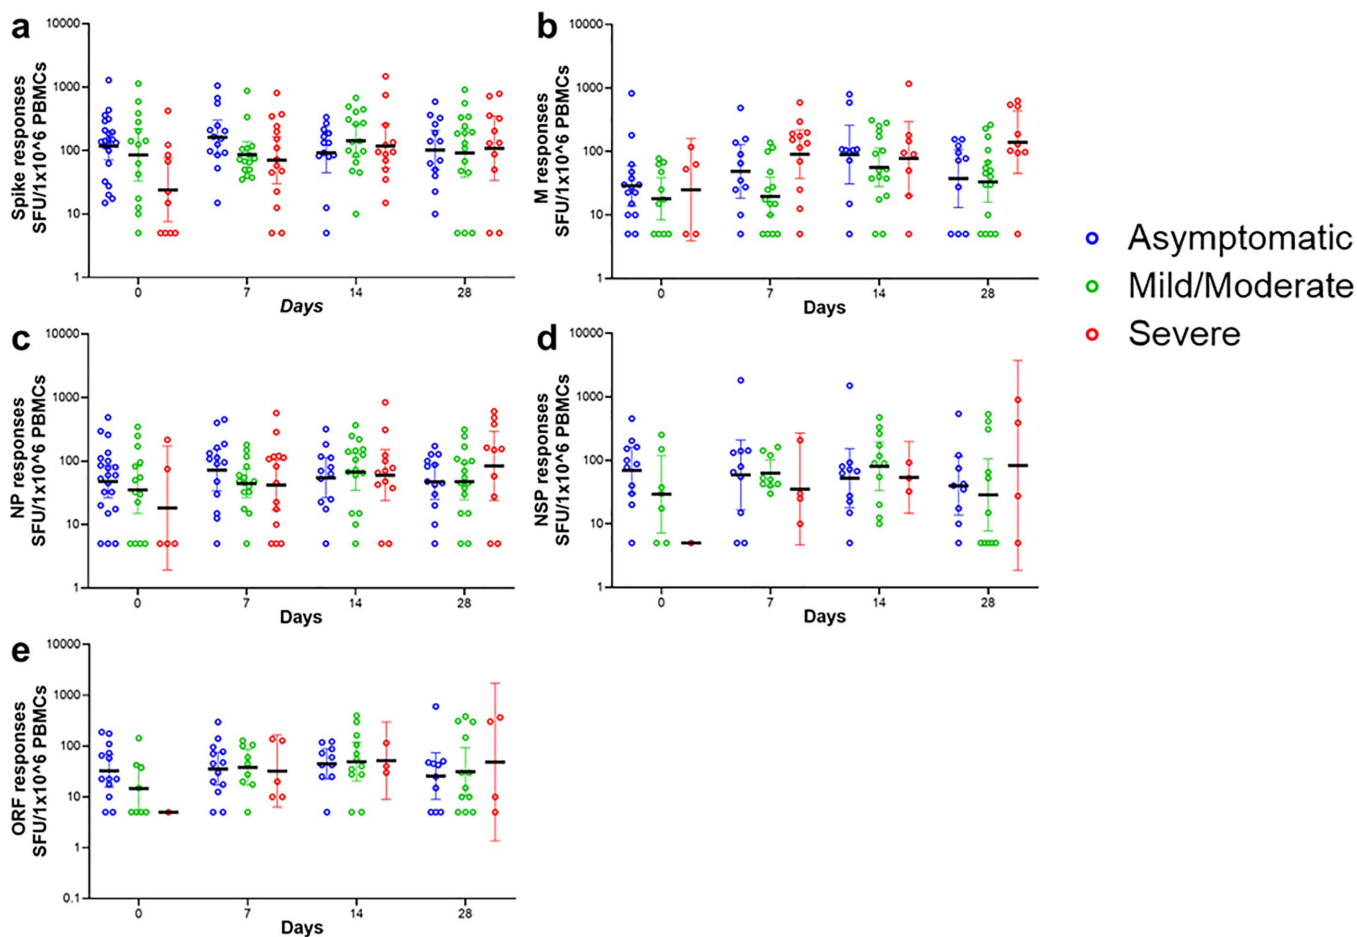 a
Spike responses
SFU/1x10^6 PBMCs
10000
1000
100
10
1
0
7
14
28
Days
b
M responses
SFU/1x10^6 PBMCs
10000
1000
100
10
1
0
7
14
28
Days
Asymptomatic
Mild/Moderate
Severe
c
NP responses
SFU/1x10^6 PBMCs
10000
1000
100
10
1
0
7
14
28
Days
d
NSP responses
SFU/1x10^6 PBMCs
10000
1000
100
10
1
0
7
14
28
Days
e
ORF responses
SFU/1x10^6 PBMCs
10000
1000
100
10
1
0.1
0
7
14
28
Days